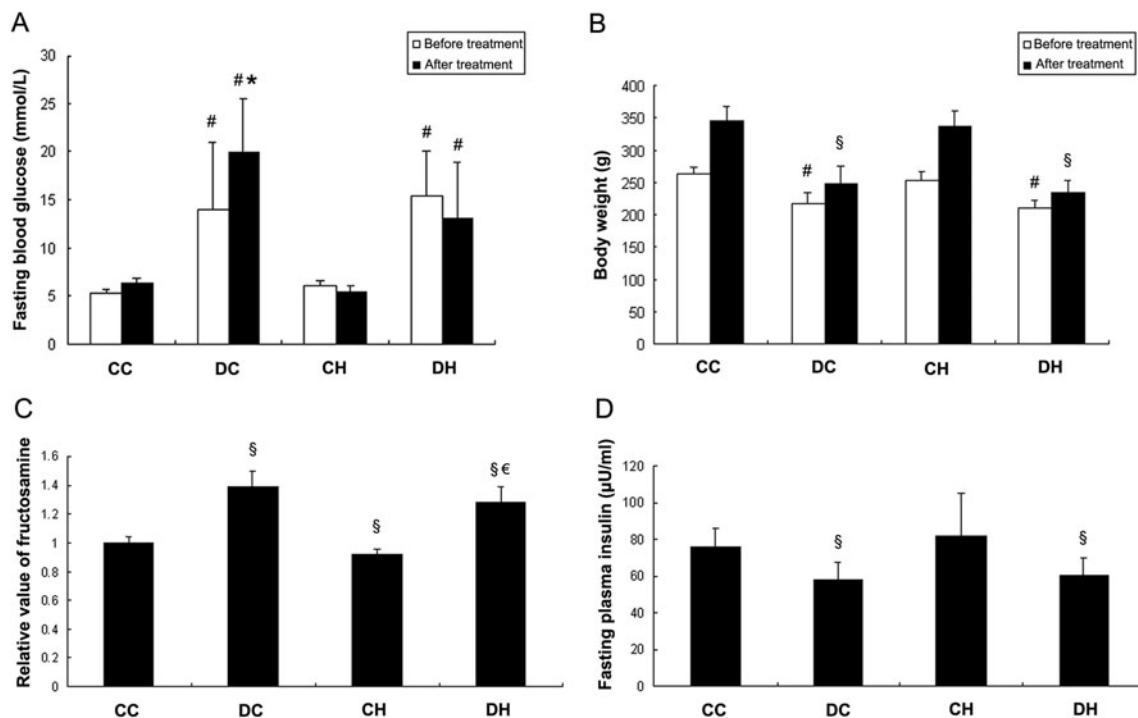 A
Before treatment
After treatment
Fasting blood glucose (mmol/L)
30
25
20
15
10
5
0
#
# *
#
#
CC DC CH DH
B
Before treatment
After treatment
Body weight (g)
400
350
300
250
200
150
100
50
0
#
§
#
§
CC DC CH DH
C
Relative value of fructosamine
1.6
1.4
1.2
1
0.8
0.6
0.4
0.2
0
§
§
§ €
CC DC CH DH
D
Fasting plasma insulin (µU/ml)
120
100
80
60
40
20
0
§
§
CC DC CH DH